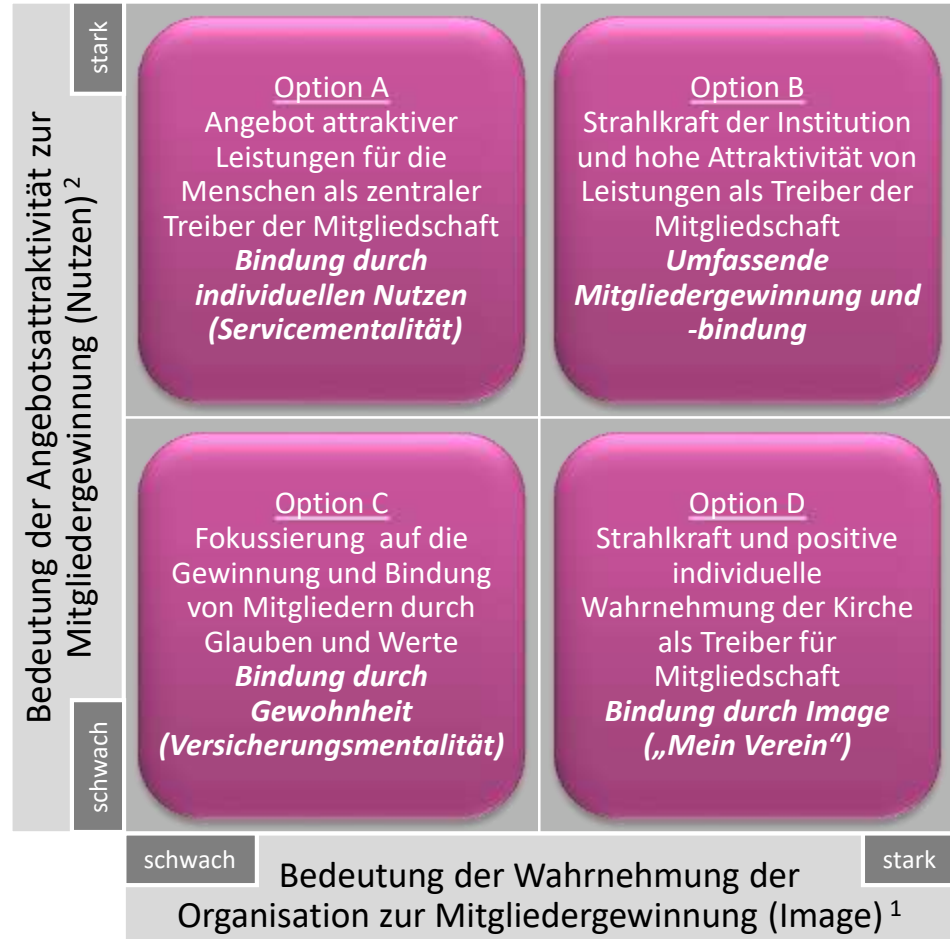 Bedeutung der Angebotsattraktivität zur
Mitgliedergewinnung (Nutzen) ²
stark
schwach
Option A
Angebot attraktiver
Leistungen für die
Menschen als zentraler
Treiber der Mitgliedschaft
Bindung durch
individuellen Nutzen
(Servicementalität)
Option B
Strahlkraft der Institution
und hohe Attraktivität von
Leistungen als Treiber der
Mitgliedschaft
Umfassende
Mitgliedergewinnung und
-bindung
Option C
Fokussierung auf die
Gewinnung und Bindung
von Mitgliedern durch
Glauben und Werte
Bindung durch
Gewohnheit
(Versicherungsmentalität)
Option D
Strahlkraft und positive
individuelle
Wahrnehmung der Kirche
als Treiber für
Mitgliedschaft
Bindung durch Image
(„Mein Verein“)
schwach
stark
Bedeutung der Wahrnehmung der
Organisation zur Mitgliedergewinnung (Image) ¹